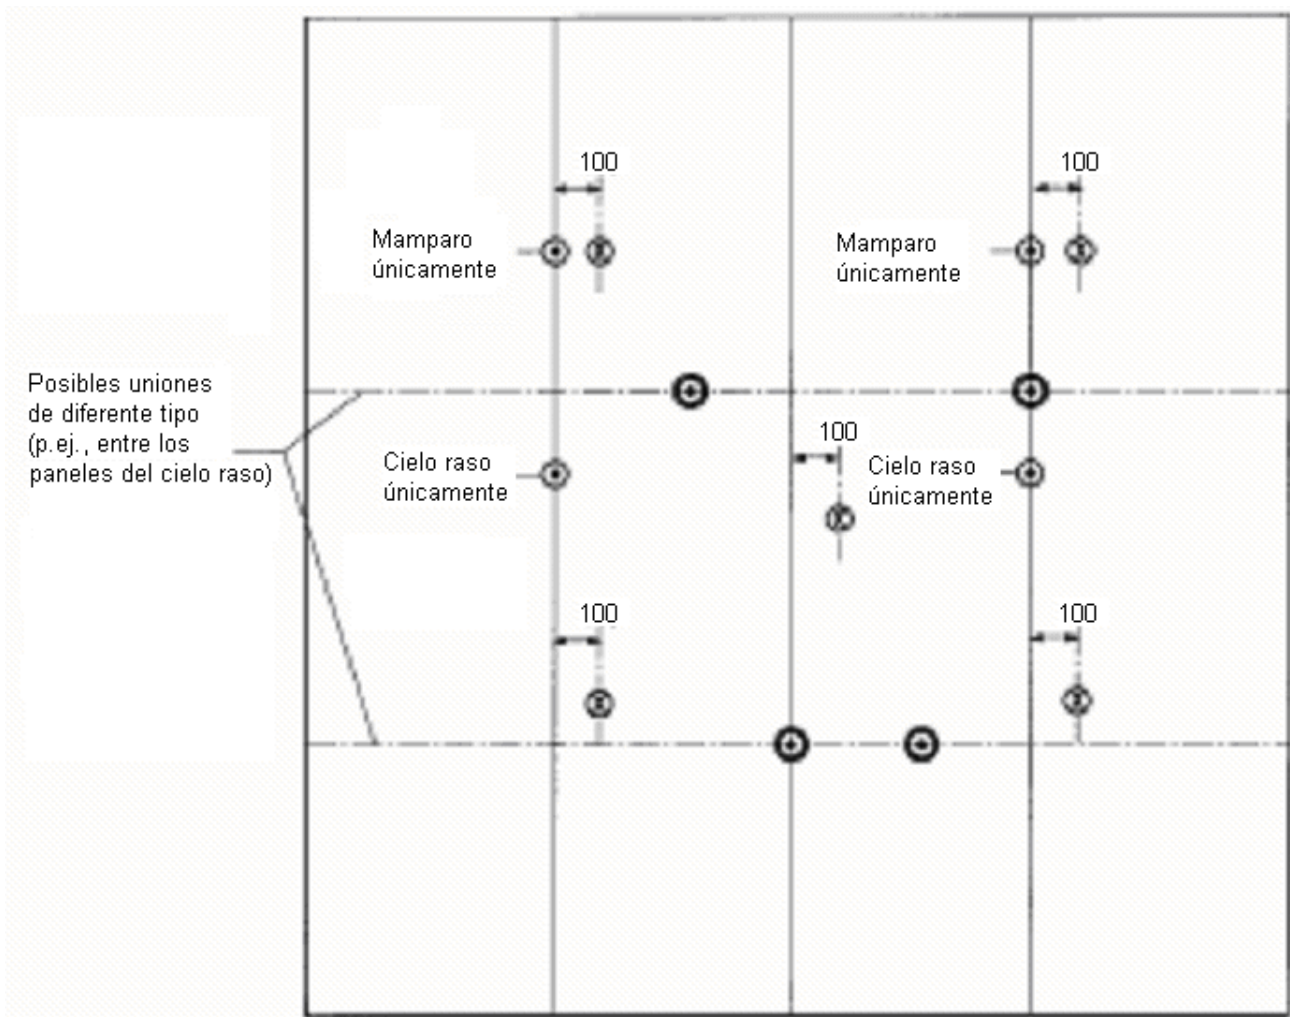 100
100
Mamparo
únicamente
Mamparo
únicamente
Posibles uniones
de diferente tipo
(p.ej., entre los
paneles del cielo raso)
100
Cielo raso
únicamente
Cielo raso
únicamente
100
100